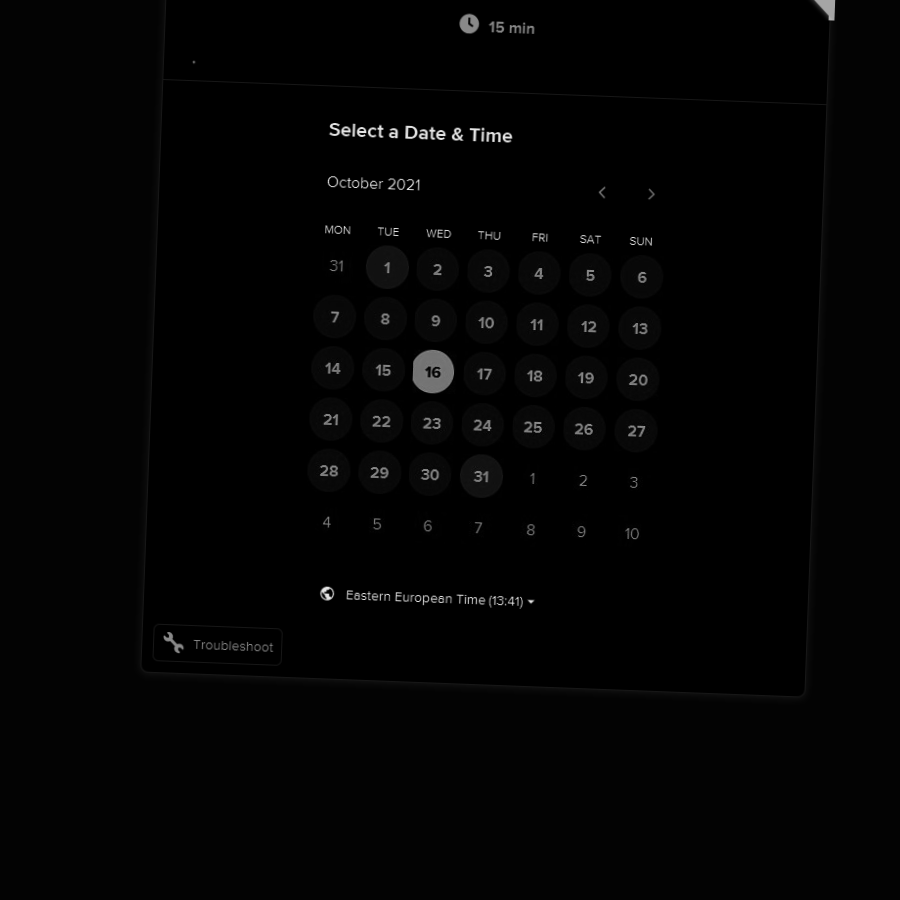 15 min
.
Select a Date & Time
October 2021
MON TUE WED THU FRI SAT SUN
31 1 2 3 4 5 6
7 8 9 10 11 12 13
14 15 16 17 18 19 20
21 22 23 24 25 26 27
28 29 30 31 1 2 3
4 5 6 7 8 9 10
Eastern European Time (13:41)
Troubleshoot